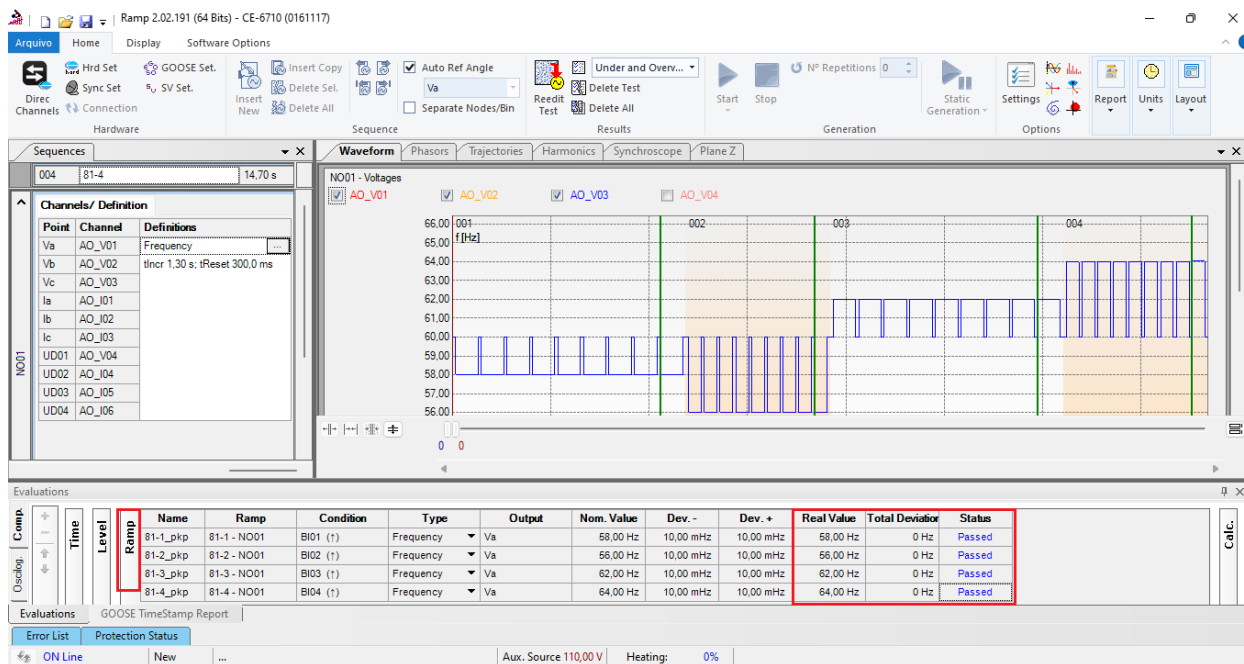 Ramp 2.02.191 (64 Bits) - CE-6710 (0161117)
Arquivo Home Display Software Options
Direc Channels
Hrd Set
Sync Set
Connection
GOOSE Set.
SV Set.
Hardware
Insert New
Insert Copy
Delete Sel.
Delete All
Auto Ref Angle
Va
Separate Nodes/Bin
Sequence
Reedit Test
Under and Overv...
Delete Test
Delete All
Results
Start Stop
Nº Repetitions 0
Static Generation
Generation
Settings
Options
Report Units Layout
Sequences
004 81-4 14,70 s
Channels/ Definition
Point Channel Definitions
Va AO_V01 Frequency ...
Vb AO_V02 tIncr 1,30 s; tReset 300,0 ms
Vc AO_V03
Ia AO_I01
Ib AO_I02
Ic AO_I03
UD01 AO_V04
UD02 AO_I04
UD03 AO_I05
UD04 AO_I06
NO01
Waveform Phasors Trajectories Harmonics Synchroscope Plane Z
NO01 - Voltages
AO_V01 AO_V02 AO_V03 AO_V04
66,00 001 002 003 004
65,00 f [Hz]
64,00
63,00
62,00
61,00
60,00
59,00
58,00
57,00
56,00
0 0
Evaluations
Comp.
Oscilog.
Time
Level
Ramp
Name Ramp Condition Type Output Nom. Value Dev. - Dev. + Real Value Total Deviation Status
81-1_pkp 81-1 - NO01 BI01 (↑) Frequency Va 58,00 Hz 10,00 mHz 10,00 mHz 58,00 Hz 0 Hz Passed
81-2_pkp 81-2 - NO01 BI02 (↑) Frequency Va 56,00 Hz 10,00 mHz 10,00 mHz 56,00 Hz 0 Hz Passed
81-3_pkp 81-3 - NO01 BI03 (↑) Frequency Va 62,00 Hz 10,00 mHz 10,00 mHz 62,00 Hz 0 Hz Passed
81-4_pkp 81-4 - NO01 BI04 (↑) Frequency Va 64,00 Hz 10,00 mHz 10,00 mHz 64,00 Hz 0 Hz Passed
Calc.
Evaluations GOOSE TimeStamp Report
Error List Protection Status
ON Line New ... Aux. Source 110,00 V Heating: 0%